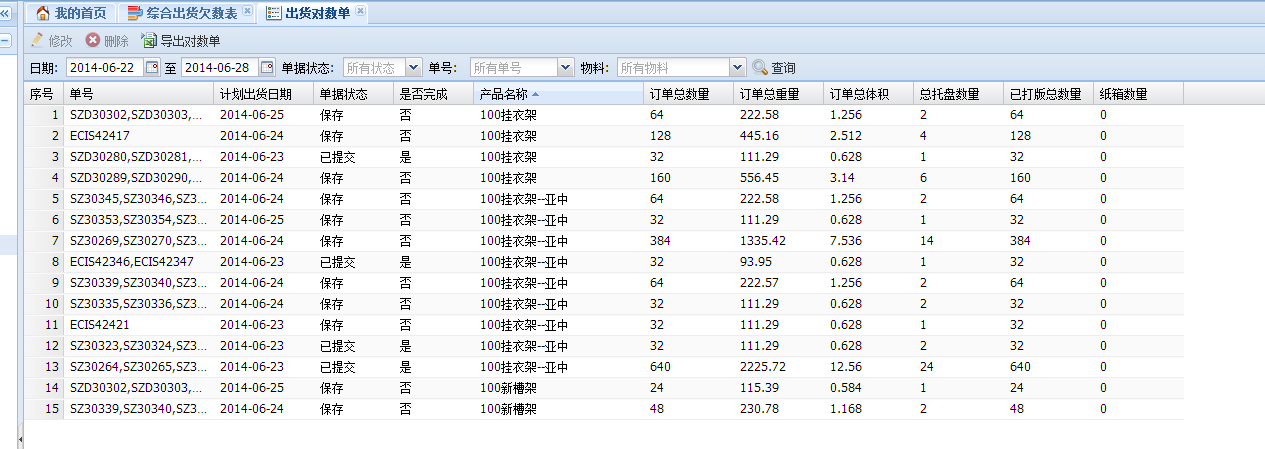 我的首页 综合出货欠数表 出货对数单
修改 删除 导出对数单
日期: 2014-06-22 至 2014-06-28 单据状态: 所有状态 单号: 所有单号 物料: 所有物料 查询
序号 单号 计划出货日期 单据状态 是否完成 产品名称 订单总数量 订单总重量 订单总体积 总托盘数量 已打版总数量 纸箱数量
1 SZD30302,SZD30303,... 2014-06-25 保存 否 100挂衣架 64 222.58 1.256 2 64 0
2 ECIS42417 2014-06-24 保存 否 100挂衣架 128 445.16 2.512 4 128 0
3 SZD30280,SZD30281,... 2014-06-23 已提交 是 100挂衣架 32 111.29 0.628 1 32 0
4 SZD30289,SZD30290,... 2014-06-24 保存 否 100挂衣架 160 556.45 3.14 6 160 0
5 SZ30345,SZ30346,SZ3... 2014-06-24 保存 否 100挂衣架--亚中 64 222.58 1.256 2 64 0
6 SZ30353,SZ30354,SZ3... 2014-06-25 保存 否 100挂衣架--亚中 32 111.29 0.628 1 32 0
7 SZ30269,SZ30270,SZ3... 2014-06-24 保存 否 100挂衣架--亚中 384 1335.42 7.536 14 384 0
8 ECIS42346,ECIS42347 2014-06-23 已提交 是 100挂衣架--亚中 32 93.95 0.628 1 32 0
9 SZ30339,SZ30340,SZ3... 2014-06-24 保存 否 100挂衣架--亚中 64 222.57 1.256 2 64 0
10 SZ30335,SZ30336,SZ3... 2014-06-24 保存 否 100挂衣架--亚中 32 111.29 0.628 2 32 0
11 ECIS42421 2014-06-23 保存 否 100挂衣架--亚中 32 111.29 0.628 1 32 0
12 SZ30323,SZ30324,SZ3... 2014-06-23 已提交 是 100挂衣架--亚中 32 111.29 0.628 2 32 0
13 SZ30264,SZ30265,SZ3... 2014-06-23 已提交 是 100挂衣架--亚中 640 2225.72 12.56 24 640 0
14 SZD30302,SZD30303,... 2014-06-25 保存 否 100新槽架 24 115.39 0.584 1 24 0
15 SZ30339,SZ30340,SZ3... 2014-06-24 保存 否 100新槽架 48 230.78 1.168 2 48 0